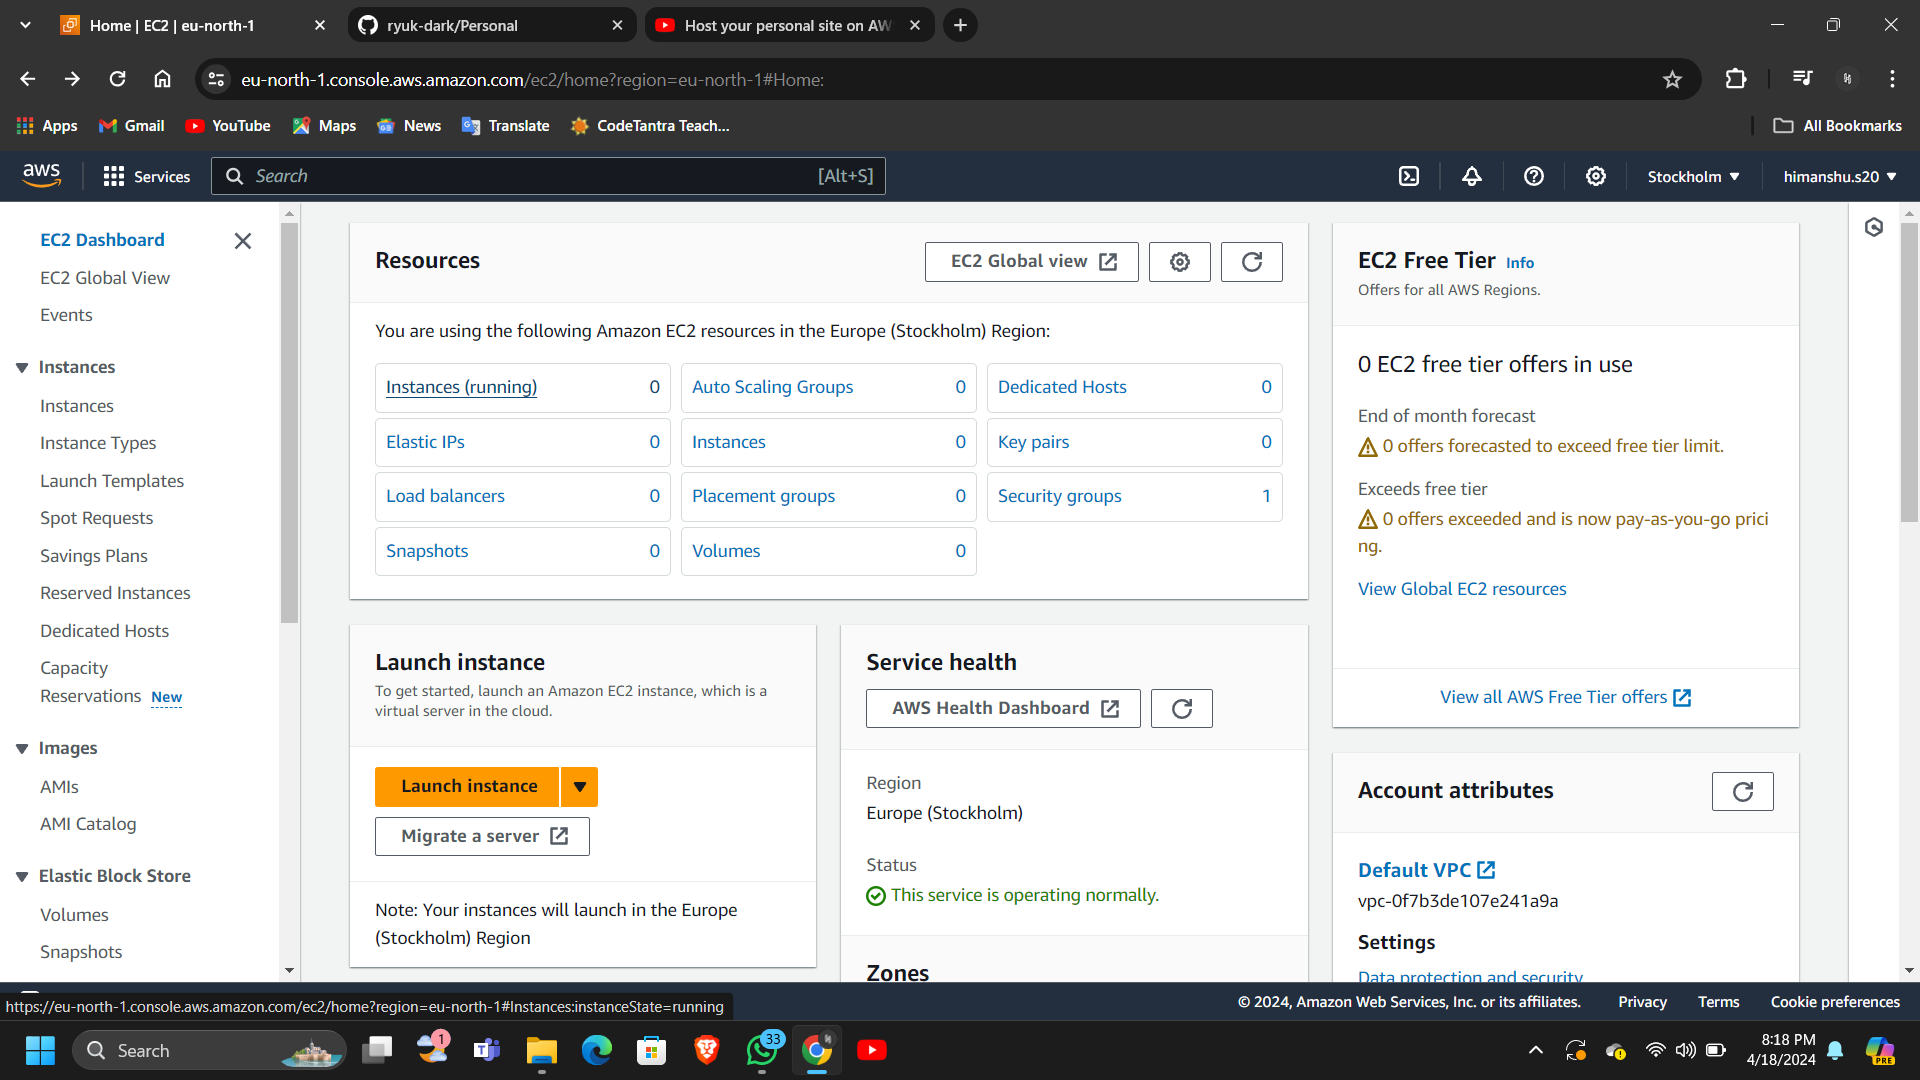 Home | EC2 | eu-north-1
ryuk-dark/Personal
Host your personal site on AW
eu-north-1.console.aws.amazon.com/ec2/home?region=eu-north-1#Home:
Apps
Gmail
YouTube
Maps
News
Translate
CodeTantra Teach...
All Bookmarks
aws
Services
Search
[Alt+S]
Stockholm
himanshu.s20
EC2 Dashboard
EC2 Global View
Events
Instances
Instances
Instance Types
Launch Templates
Spot Requests
Savings Plans
Reserved Instances
Dedicated Hosts
Capacity
Reservations New
Images
AMIs
AMI Catalog
Elastic Block Store
Volumes
Snapshots
Resources
EC2 Global view
You are using the following Amazon EC2 resources in the Europe (Stockholm) Region:
Instances (running) 0
Auto Scaling Groups 0
Dedicated Hosts 0
Elastic IPs 0
Instances 0
Key pairs 0
Load balancers 0
Placement groups 0
Security groups 1
Snapshots 0
Volumes 0
Launch instance
To get started, launch an Amazon EC2 instance, which is a
virtual server in the cloud.
Launch instance
Migrate a server
Note: Your instances will launch in the Europe
(Stockholm) Region
Service health
AWS Health Dashboard
Region
Europe (Stockholm)
Status
This service is operating normally.
Zones
EC2 Free Tier Info
Offers for all AWS Regions.
0 EC2 free tier offers in use
End of month forecast
0 offers forecasted to exceed free tier limit.
Exceeds free tier
0 offers exceeded and is now pay-as-you-go prici
ng.
View Global EC2 resources
View all AWS Free Tier offers
Account attributes
Default VPC
vpc-0f7b3de107e241a9a
Settings
Data protection and security
https://eu-north-1.console.aws.amazon.com/ec2/home?region=eu-north-1#Instances:instanceState=running
© 2024, Amazon Web Services, Inc. or its affiliates.
Privacy
Terms
Cookie preferences
Search
1
33
8:18 PM
4/18/2024
PRE